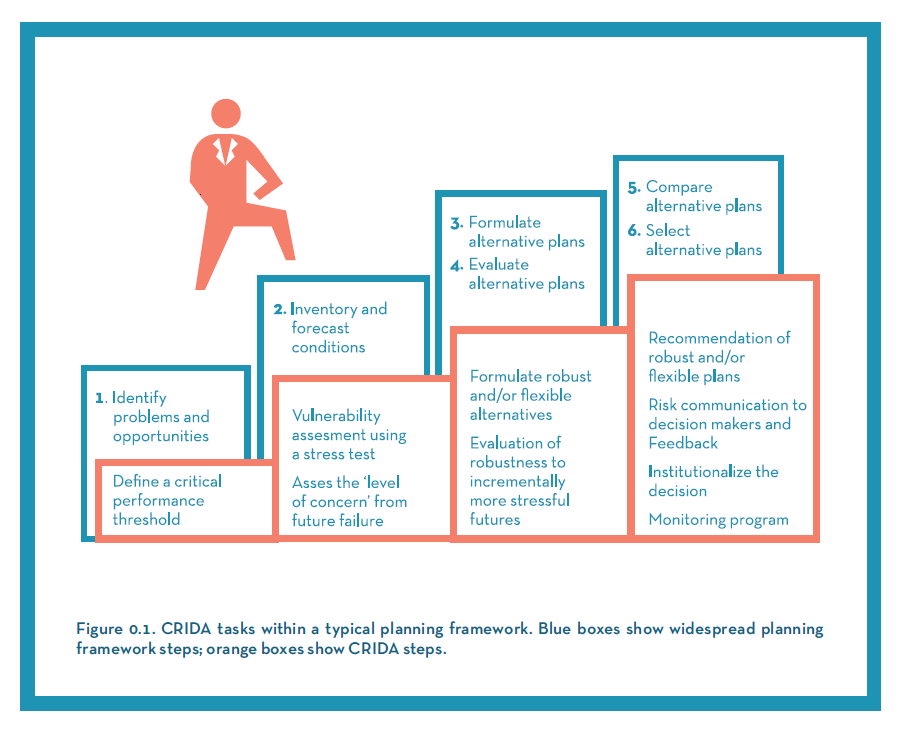 1. Identify
problems and
opportunities
Define a critical
performance
threshold
2. Inventory and
forecast
conditions
Vulnerability
assesment using
a stress test
Asses the ‘level
of concern’ from
future failure
3. Formulate
alternative plans
4. Evaluate
alternative plans
Formulate robust
and/or flexible
alternatives
Evaluation of
robustness to
incrementally
more stressful
futures
5. Compare
alternative plans
6. Select
alternative plans
Recommendation of
robust and/or
flexible plans
Risk communication to
decision makers and
Feedback
Institutionalize the
decision
Monitoring program
Figure 0.1. CRIDA tasks within a typical planning framework. Blue boxes show widespread planning
framework steps; orange boxes show CRIDA steps.